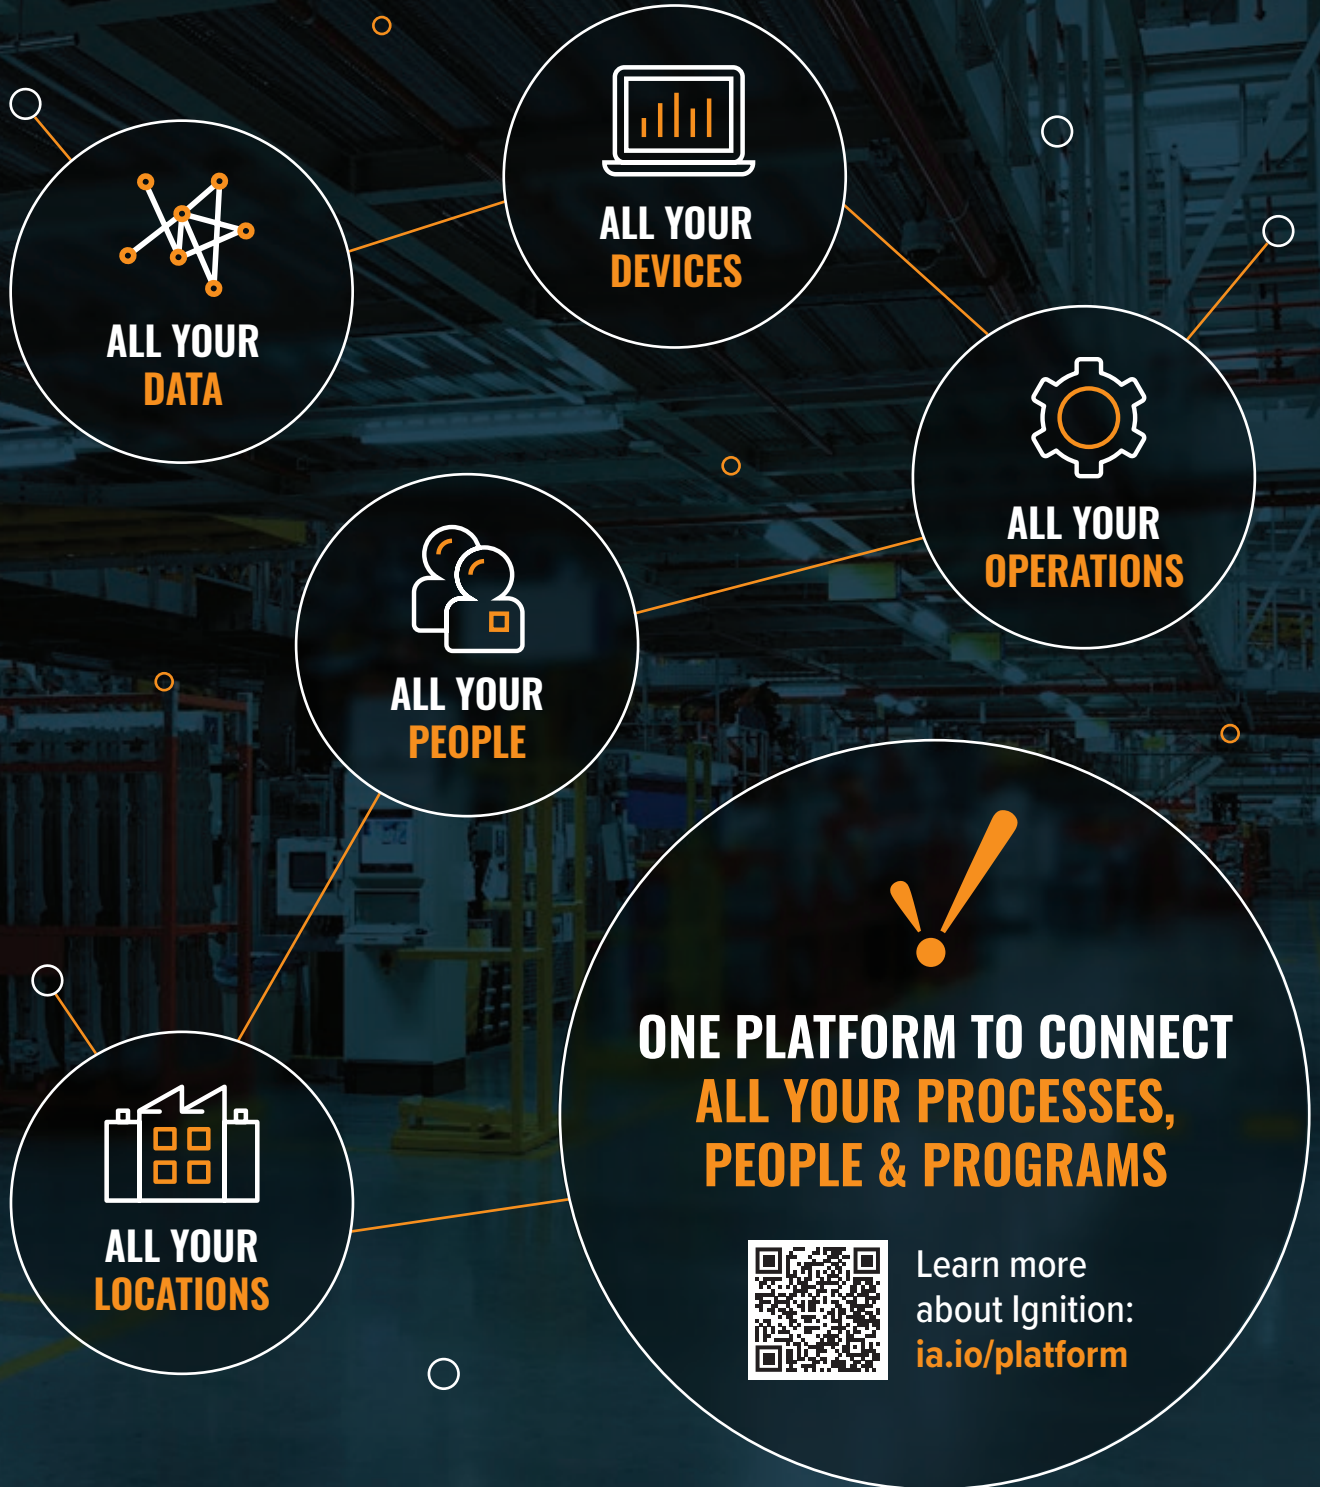 ALL YOUR
DATA
ALL YOUR
DEVICES
ALL YOUR
OPERATIONS
ALL YOUR
PEOPLE
ALL YOUR
LOCATIONS
ONE PLATFORM TO CONNECT
ALL YOUR PROCESSES,
PEOPLE & PROGRAMS
Learn more
about Ignition:
ia.io/platform